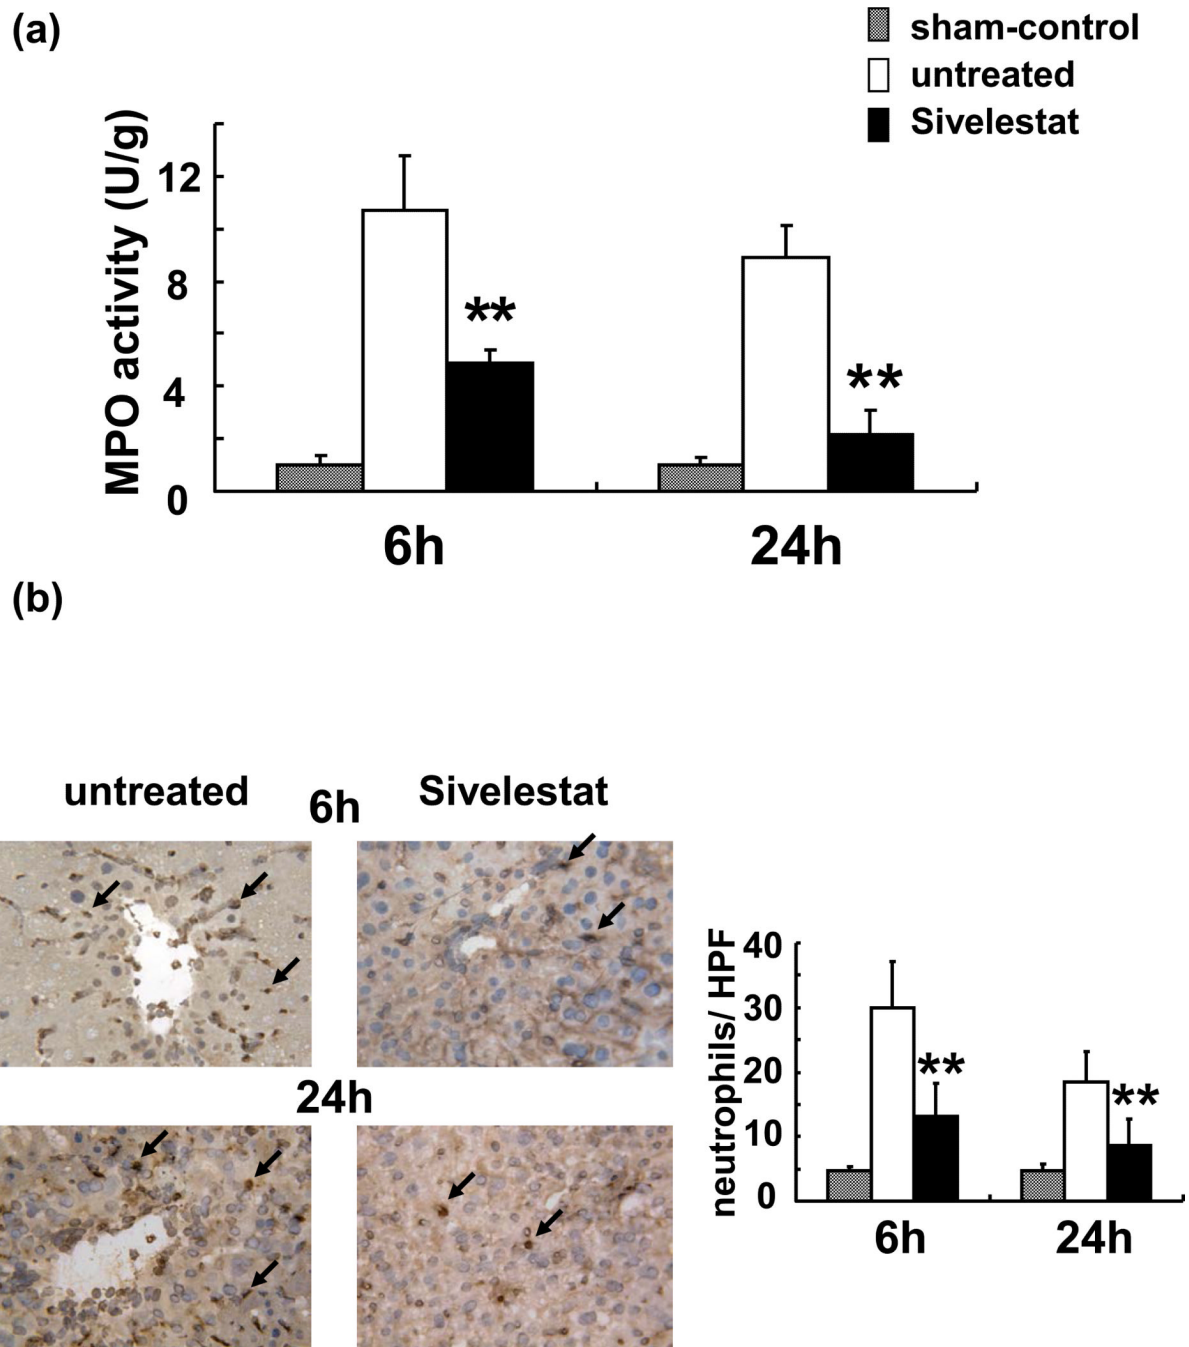 (a)
sham-control
untreated
Sivelestat
MPO activity (U/g)
12
8
4
0
**
**
6h
24h
(b)
untreated
6h
Sivelestat
24h
neutrophils/ HPF
40
30
20
10
0
**
**
6h
24h